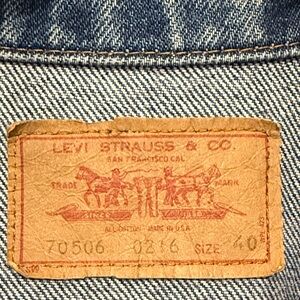 LEVI STRAUSS & CO.
SAN FRANCISCO CAL
TRADE MARK
ALL COTTON MADE IN U.S.A.
70506 0216 SIZE 40